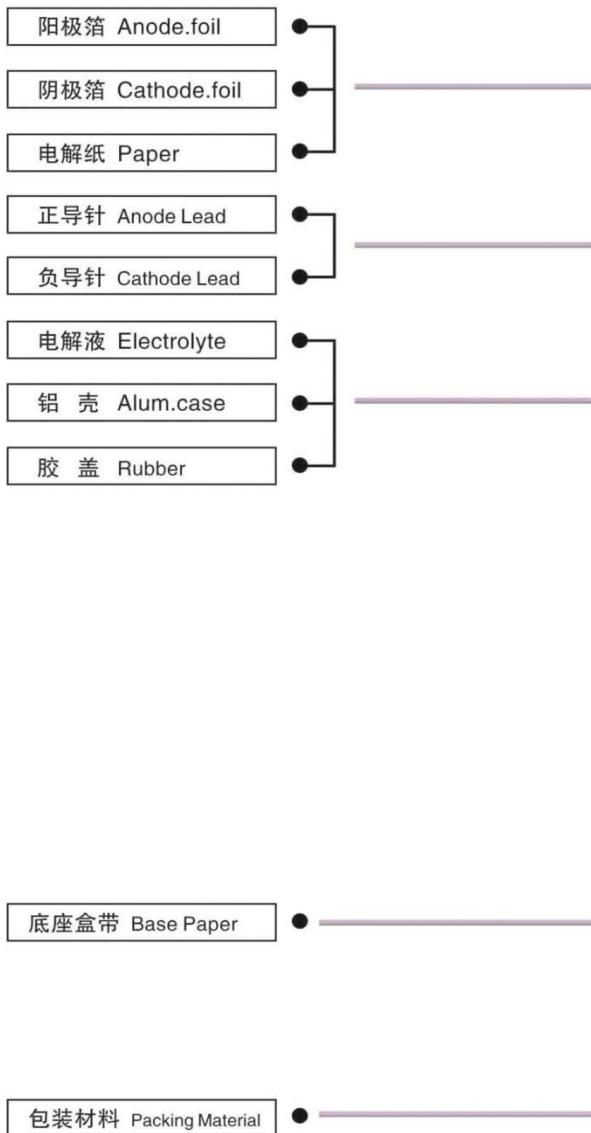 阳极箔 Anode.foil
阴极箔 Cathode.foil
电解纸 Paper
正导针 Anode Lead
负导针 Cathode Lead
电解液 Electrolyte
铝 壳 Alum.case
胶 盖 Rubber
底座盒带 Base Paper
包装材料 Packing Material